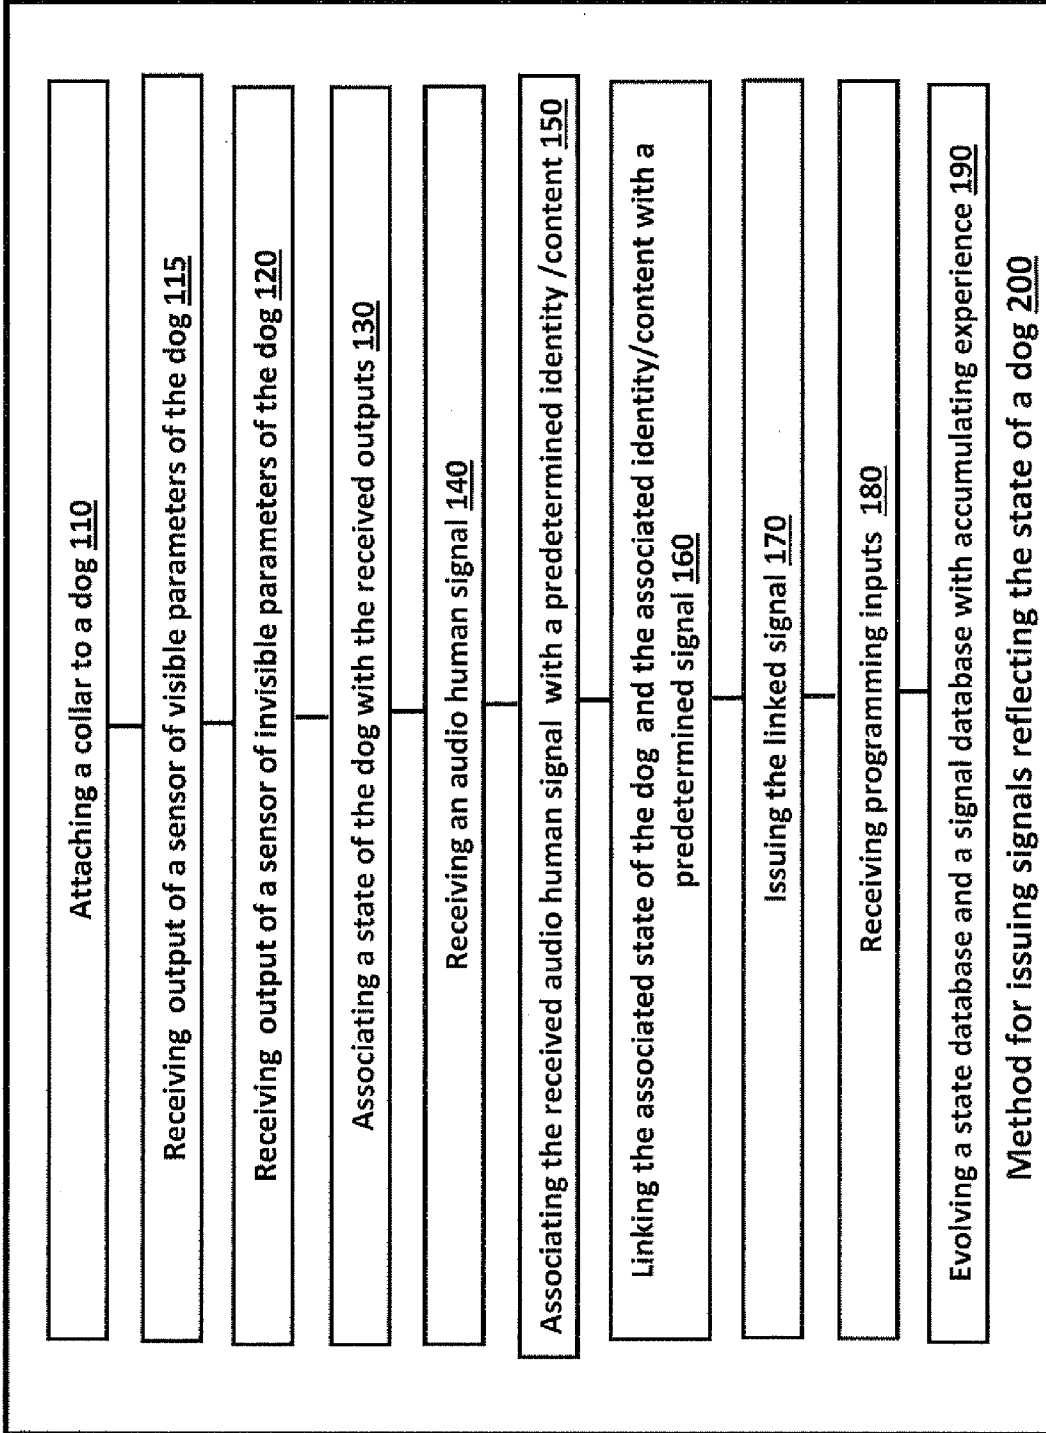 Attaching a collar to a dog 110
Receiving output of a sensor of visible parameters of the dog 115
Receiving output of a sensor of invisible parameters of the dog 120
Associating a state of the dog with the received outputs 130
Receiving an audio human signal 140
Associating the received audio human signal with a predetermined identity /content 150
Linking the associated state of the dog and the associated identity/content with a
predetermined signal 160
Issuing the linked signal 170
Receiving programming inputs 180
Evolving a state database and a signal database with accumulating experience 190
Method for issuing signals reflecting the state of a dog 200